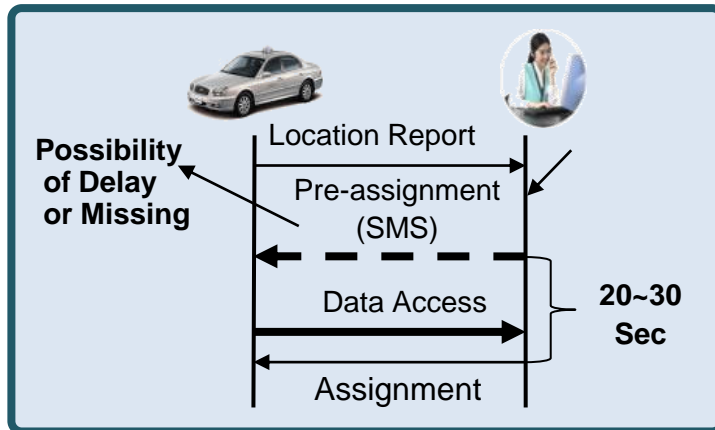 Location Report
Possibility
of Delay
or Missing
Pre-assignment
(SMS)
Data Access
20~30
Sec
Assignment